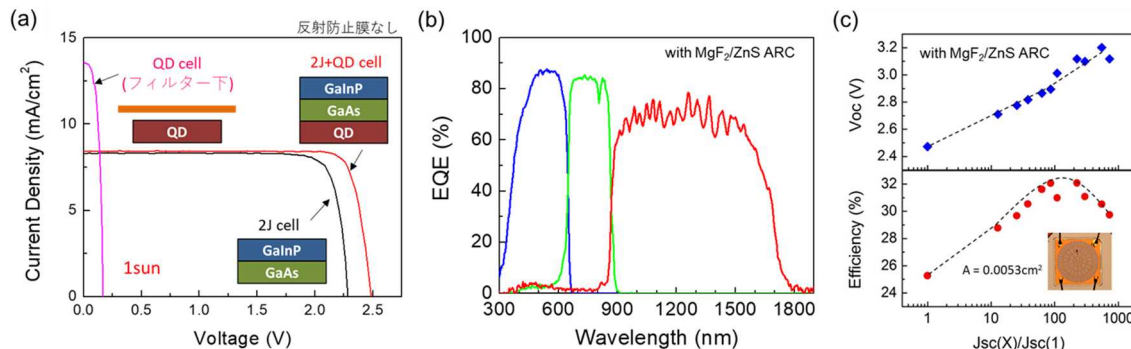 (a)
反射防止膜なし
15
10
5
0
Current Density (mA/cm²)
QD cell
(フィルター下)
QD
2J+QD cell
GaInP
GaAs
QD
2J cell
GaInP
GaAs
1sun
0.0 0.5 1.0 1.5 2.0 2.5
Voltage (V)
(b)
with MgF₂/ZnS ARC
100
80
60
40
20
0
EQE (%)
300 600 900 1200 1500 1800
Wavelength (nm)
(c)
with MgF₂/ZnS ARC
3.2
2.8
2.4
Voc (V)
32
30
28
26
24
Efficiency (%)
A = 0.0053cm²
1 10 100 1000
Jsc(X)/Jsc(1)